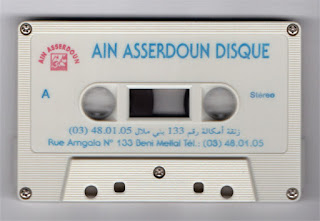 AIN ASSERDOUN DISQUE
AIN ASSERDOUN
A
Stéréo
زنقة أمكالة رقم 133 بني ملال 48.01.05 (03)
Rue Amgala N° 133 Beni Mellal Tél.: (03) 48.01.05